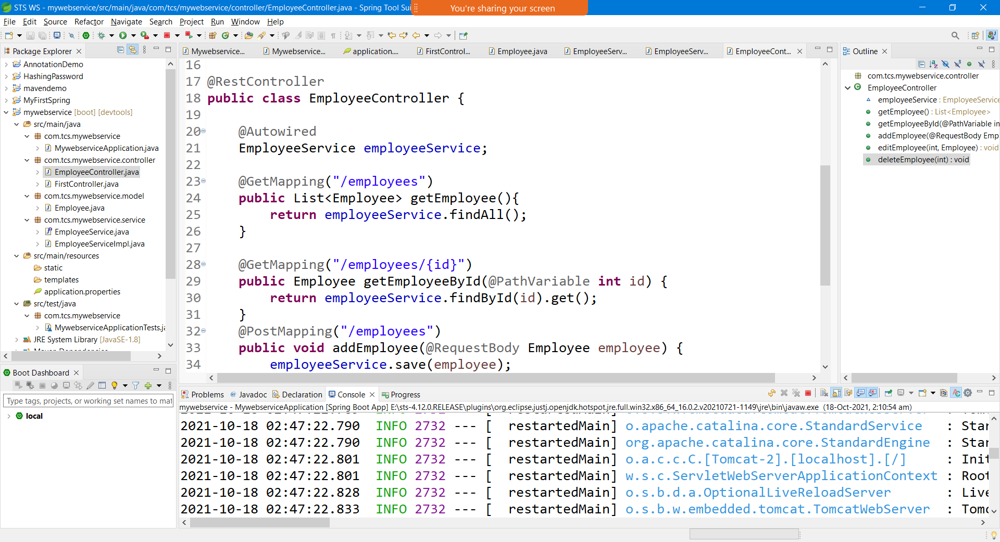 STS WS - mywebservice/src/main/java/com/tcs/mywebservice/controller/EmployeeController.java - Spring Tool Sui
You're sharing your screen
File Edit Source Refactor Navigate Search Project Run Window Help
Package Explorer
AnnotationDemo
HashingPassword
mavendemo
MyFirstSpring
mywebservice [boot] [devtools]
src/main/java
com.tcs.mywebservice
MywebserviceApplication.java
com.tcs.mywebservice.controller
EmployeeController.java
FirstController.java
com.tcs.mywebservice.model
Employee.java
com.tcs.mywebservice.service
EmployeeService.java
EmployeeServiceImpl.java
src/main/resources
static
templates
application.properties
src/test/java
com.tcs.mywebservice
MywebserviceApplicationTests.ja
JRE System Library [JavaSE-1.8]
Boot Dashboard
Type tags, projects, or working set names to mat
local
Mywebservice... Mywebservice... application.... FirstControl... Employee.java EmployeeServ... EmployeeServ... EmployeeCont...
16
17 @RestController
18 public class EmployeeController {
19
20 @Autowired
21 EmployeeService employeeService;
22
23 @GetMapping("/employees")
24 public List<Employee> getEmployee(){
25 return employeeService.findAll();
26 }
27
28 @GetMapping("/employees/{id}")
29 public Employee getEmployeeById(@PathVariable int id) {
30 return employeeService.findById(id).get();
31 }
32 @PostMapping("/employees")
33 public void addEmployee(@RequestBody Employee employee) {
34 employeeService.save(employee);
Outline
com.tcs.mywebservice.controller
EmployeeController
employeeService : EmployeeService
getEmployee() : List<Employee>
getEmployeeById(@PathVariable in
addEmployee(@RequestBody Emp
editEmployee(int, Employee) : void
deleteEmployee(int) : void
Problems @ Javadoc Declaration Console Progress
mywebservice - MywebserviceApplication [Spring Boot App] E:\sts-4.12.0.RELEASE\plugins\org.eclipse.justj.openjdk.hotspot.jre.full.win32.x86_64_16.0.2.v20210721-1149\jre\bin\javaw.exe (18-Oct-2021, 2:10:54 am)
2021-10-18 02:47:22.790 INFO 2732 --- [ restartedMain] o.apache.catalina.core.StandardService : Star
2021-10-18 02:47:22.790 INFO 2732 --- [ restartedMain] org.apache.catalina.core.StandardEngine : Star
2021-10-18 02:47:22.801 INFO 2732 --- [ restartedMain] o.a.c.c.C.[Tomcat-2].[localhost].[/] : Init
2021-10-18 02:47:22.801 INFO 2732 --- [ restartedMain] w.s.c.ServletWebServerApplicationContext : Root
2021-10-18 02:47:22.828 INFO 2732 --- [ restartedMain] o.s.b.d.a.OptionalLiveReloadServer : Live
2021-10-18 02:47:22.833 INFO 2732 --- [ restartedMain] o.s.b.w.embedded.tomcat.TomcatWebServer : Tomc